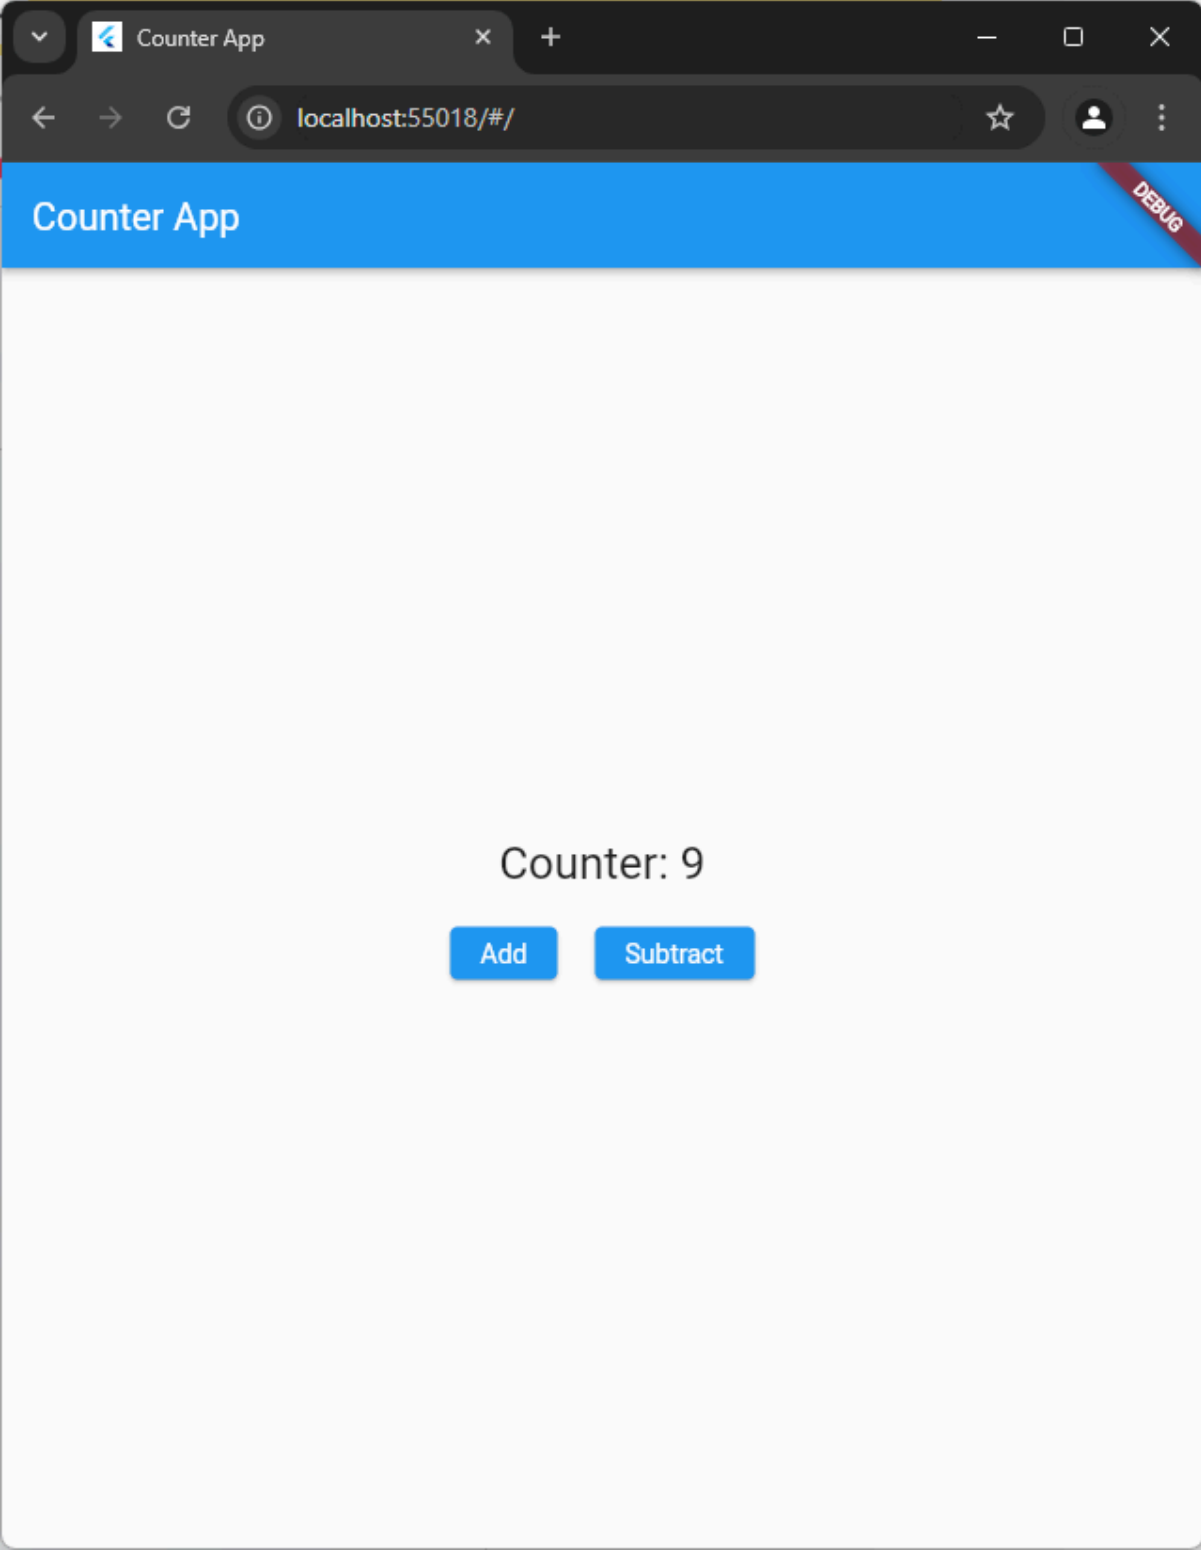 Counter App
localhost:55018/#/
Counter App
DEBUG
Counter: 9
Add Subtract